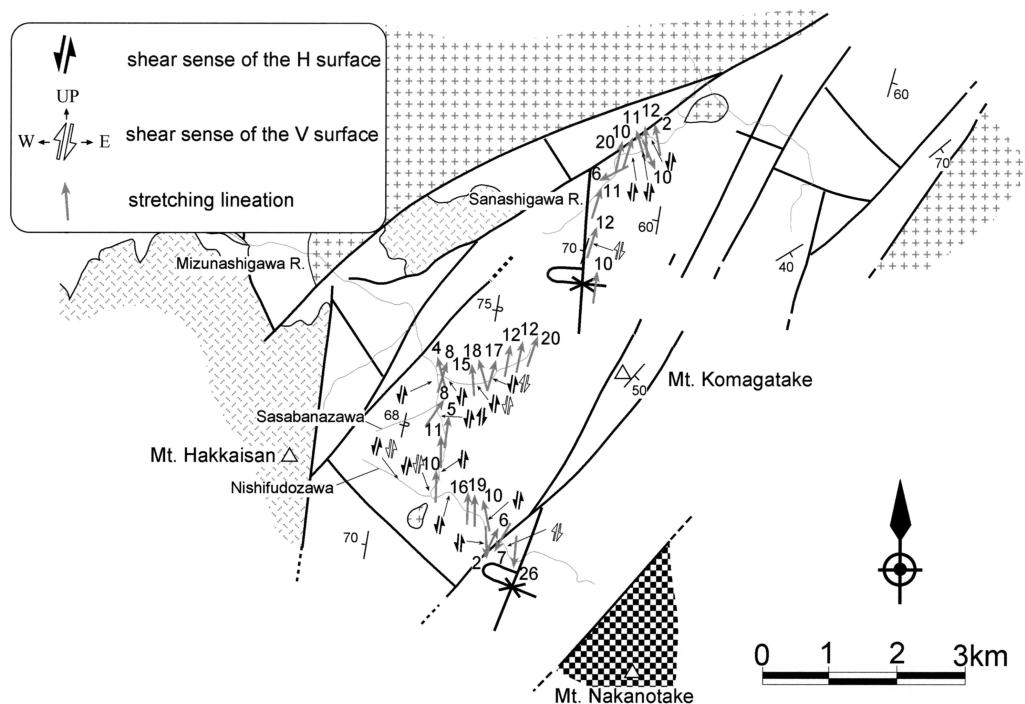 shear sense of the H surface
UP
W E
shear sense of the V surface
stretching lineation
60
70
12
11 2
10
20
10
6
Sanashigawa R.
11
60
12
70
10
40
Mizunashigawa R.
75
12 12
4 8 18 17 20
15
50
Mt. Komagatake
8
Sasabanazawa
68
5
11
Mt. Hakkaisan
10
Nishifudozawa
16 19
10
6
70
2
7
26
0 1 2 3km
Mt. Nakanotake